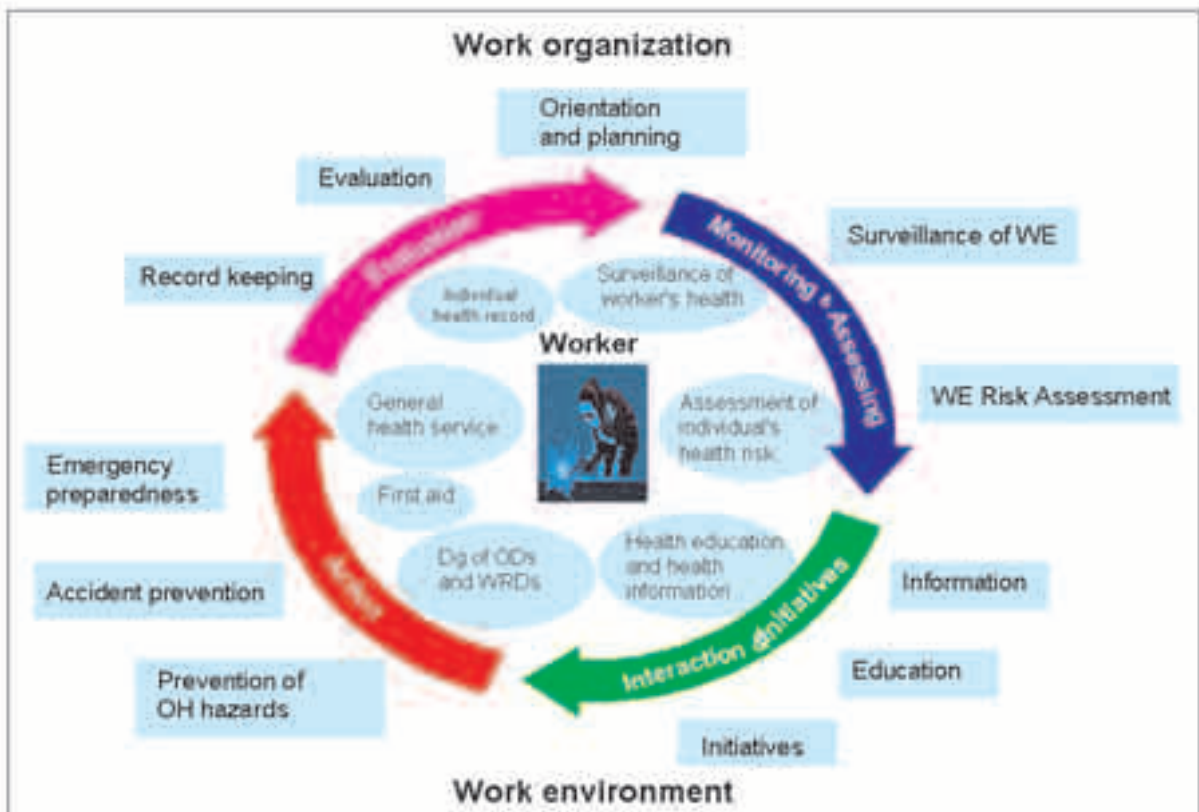 Work organization
Orientation
and planning
Evaluation
Surveillance of WE
Record keeping
WE Risk Assessment
Emergency
preparedness
Accident prevention
Prevention of
OH hazards
Information
Education
Initiatives
Monitoring & Assessing
Interaction & Initiatives
Individual
health record
Surveillance of
worker's health
Worker
General
health service
Assessment of
individual's
health risk
First aid
Dg of ODs
and WRDs
Health education
and health
information
Work environment